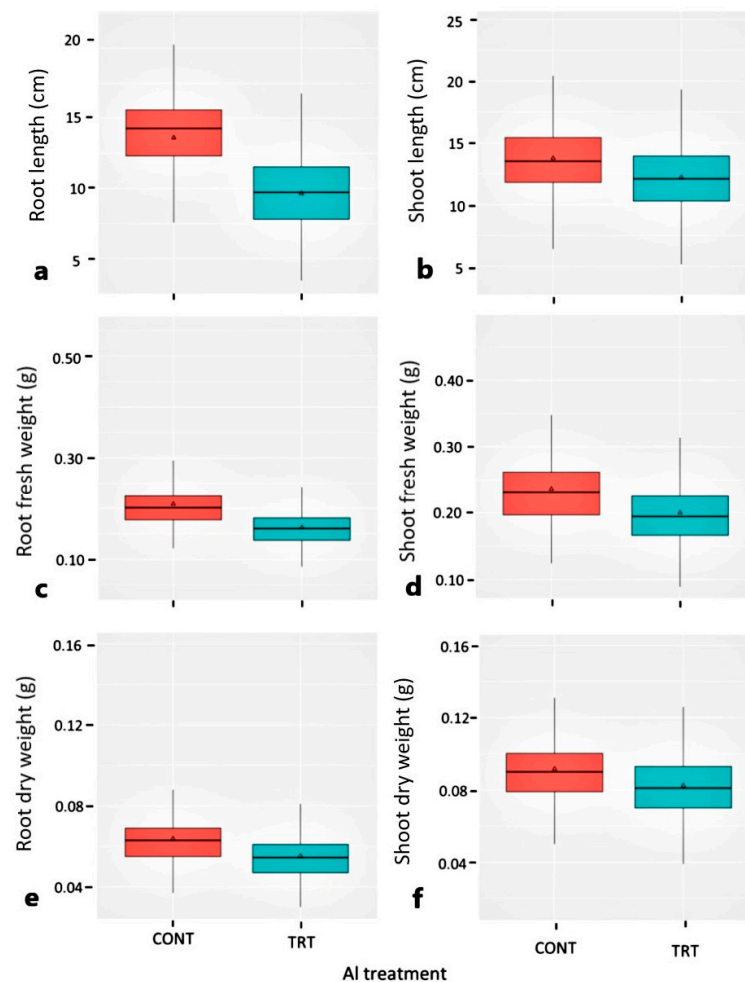 20
15
10
5
Root length (cm)
a
25
20
15
10
5
Shoot length (cm)
b
0.50
0.30
0.10
Root fresh weight (g)
c
0.40
0.30
0.20
0.10
Shoot fresh weight (g)
d
0.16
0.12
0.08
0.04
Root dry weight (g)
e
0.16
0.12
0.08
0.04
Shoot dry weight (g)
f
CONT TRT
CONT TRT
Al treatment